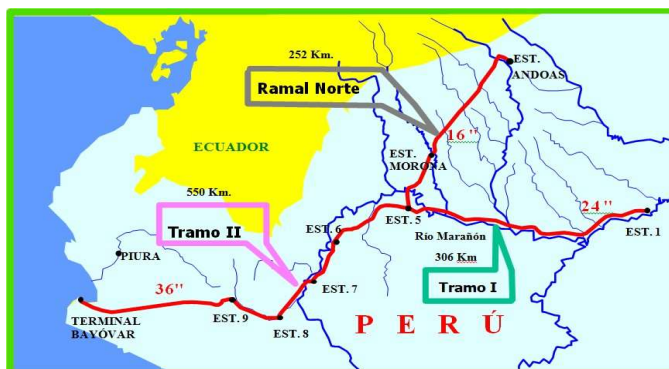 252 Km.
EST.
ANDOAS
Ramal Norte
16"
ECUADOR
EST.
MORONA
550 Km.
24"
EST. 5
EST. 1
Tramo II
EST. 6
Río Marañón
PIURA
306 Km
EST. 7
36"
Tramo I
TERMINAL
BAYÓVAR
EST. 9
EST. 8
P E R Ú